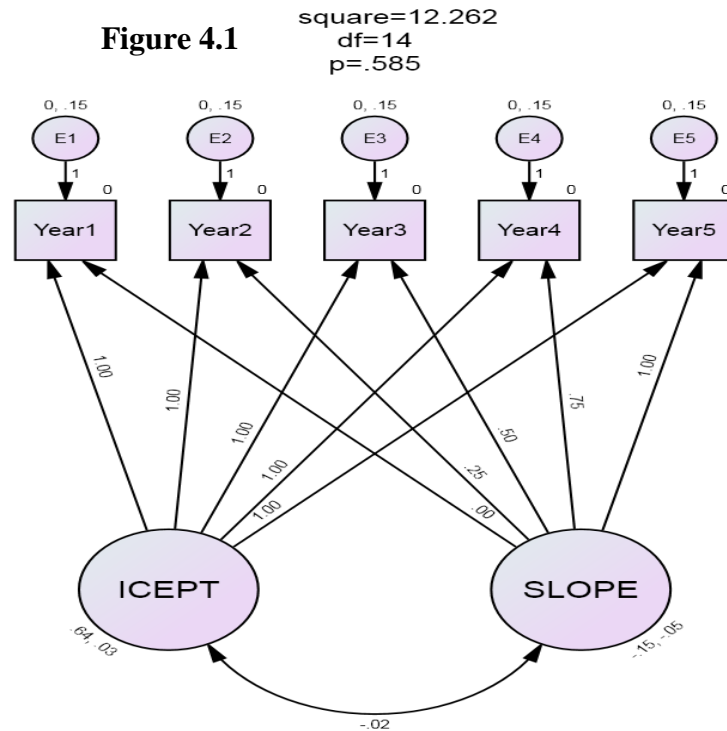 Figure 4.1
square=12.262
df=14
p=.585
0, .15
0, .15
0, .15
0, .15
0, .15
E1
E2
E3
E4
E5
1
1
1
1
1
0
0
0
0
0
Year1
Year2
Year3
Year4
Year5
1.00
1.00
1.00
1.00
1.00
.00
.25
.50
.75
1.00
ICEPT
SLOPE
.64, .03
-.15, -.05
-.02